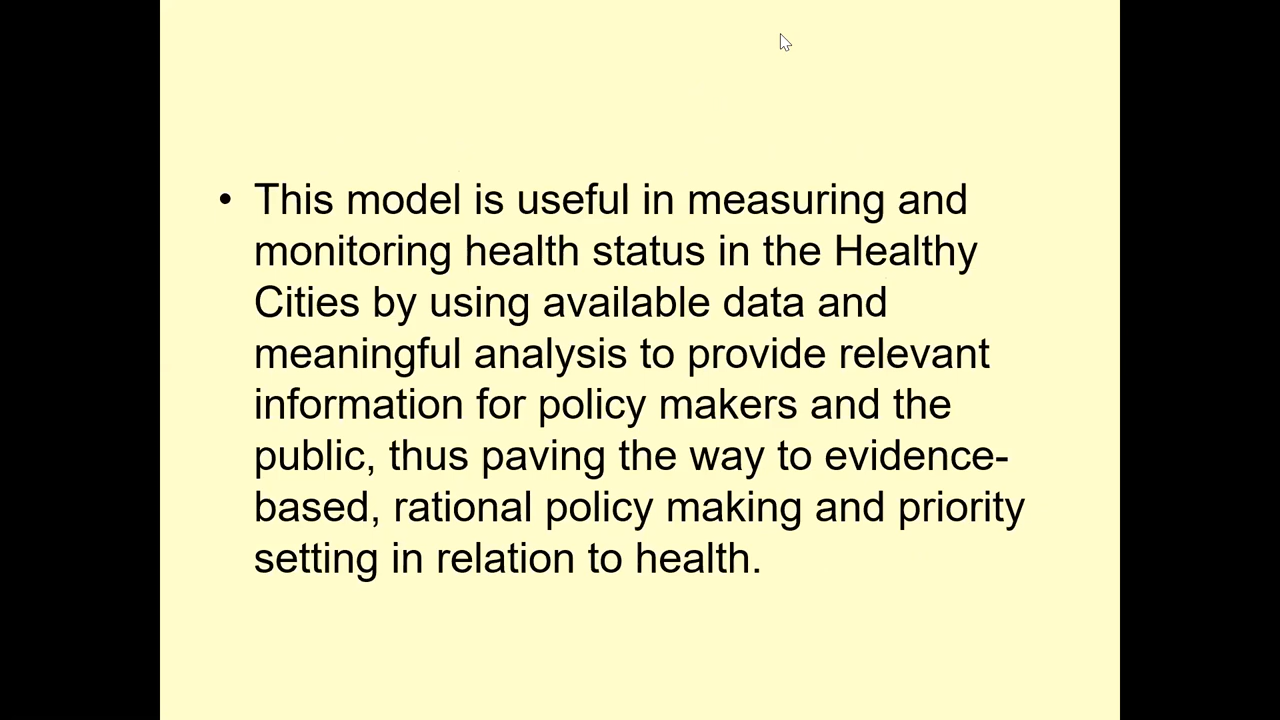 • This model is useful in measuring and
monitoring health status in the Healthy
Cities by using available data and
meaningful analysis to provide relevant
information for policy makers and the
public, thus paving the way to evidence-
based, rational policy making and priority
setting in relation to health.